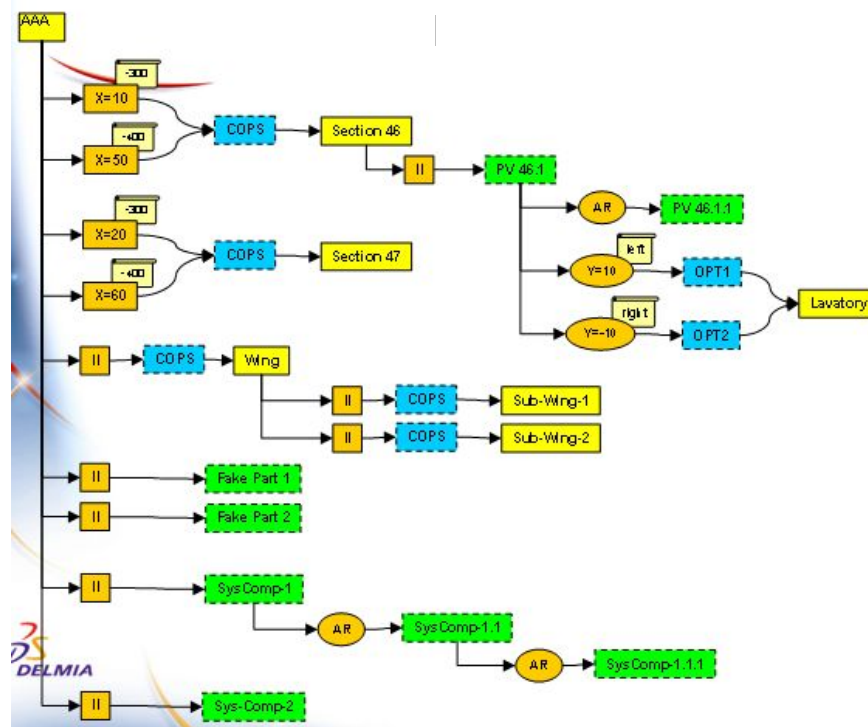 AAA
-300
X=10
-400
X=50
COPS
Section 46
II
PV 46.1
AR
PV 46.1.1
-300
X=20
-400
X=60
COPS
Section 47
left
Y=10
OPT1
right
Y=-10
OPT2
Lavatory
II
COPS
Wing
II
COPS
Sub-Wing-1
II
COPS
Sub-Wing-2
II
Fake Part 1
II
Fake Part 2
II
SysComp-1
AR
SysComp-1.1
AR
SysComp-1.1.1
DELMIA
II
Sys-Comp-2